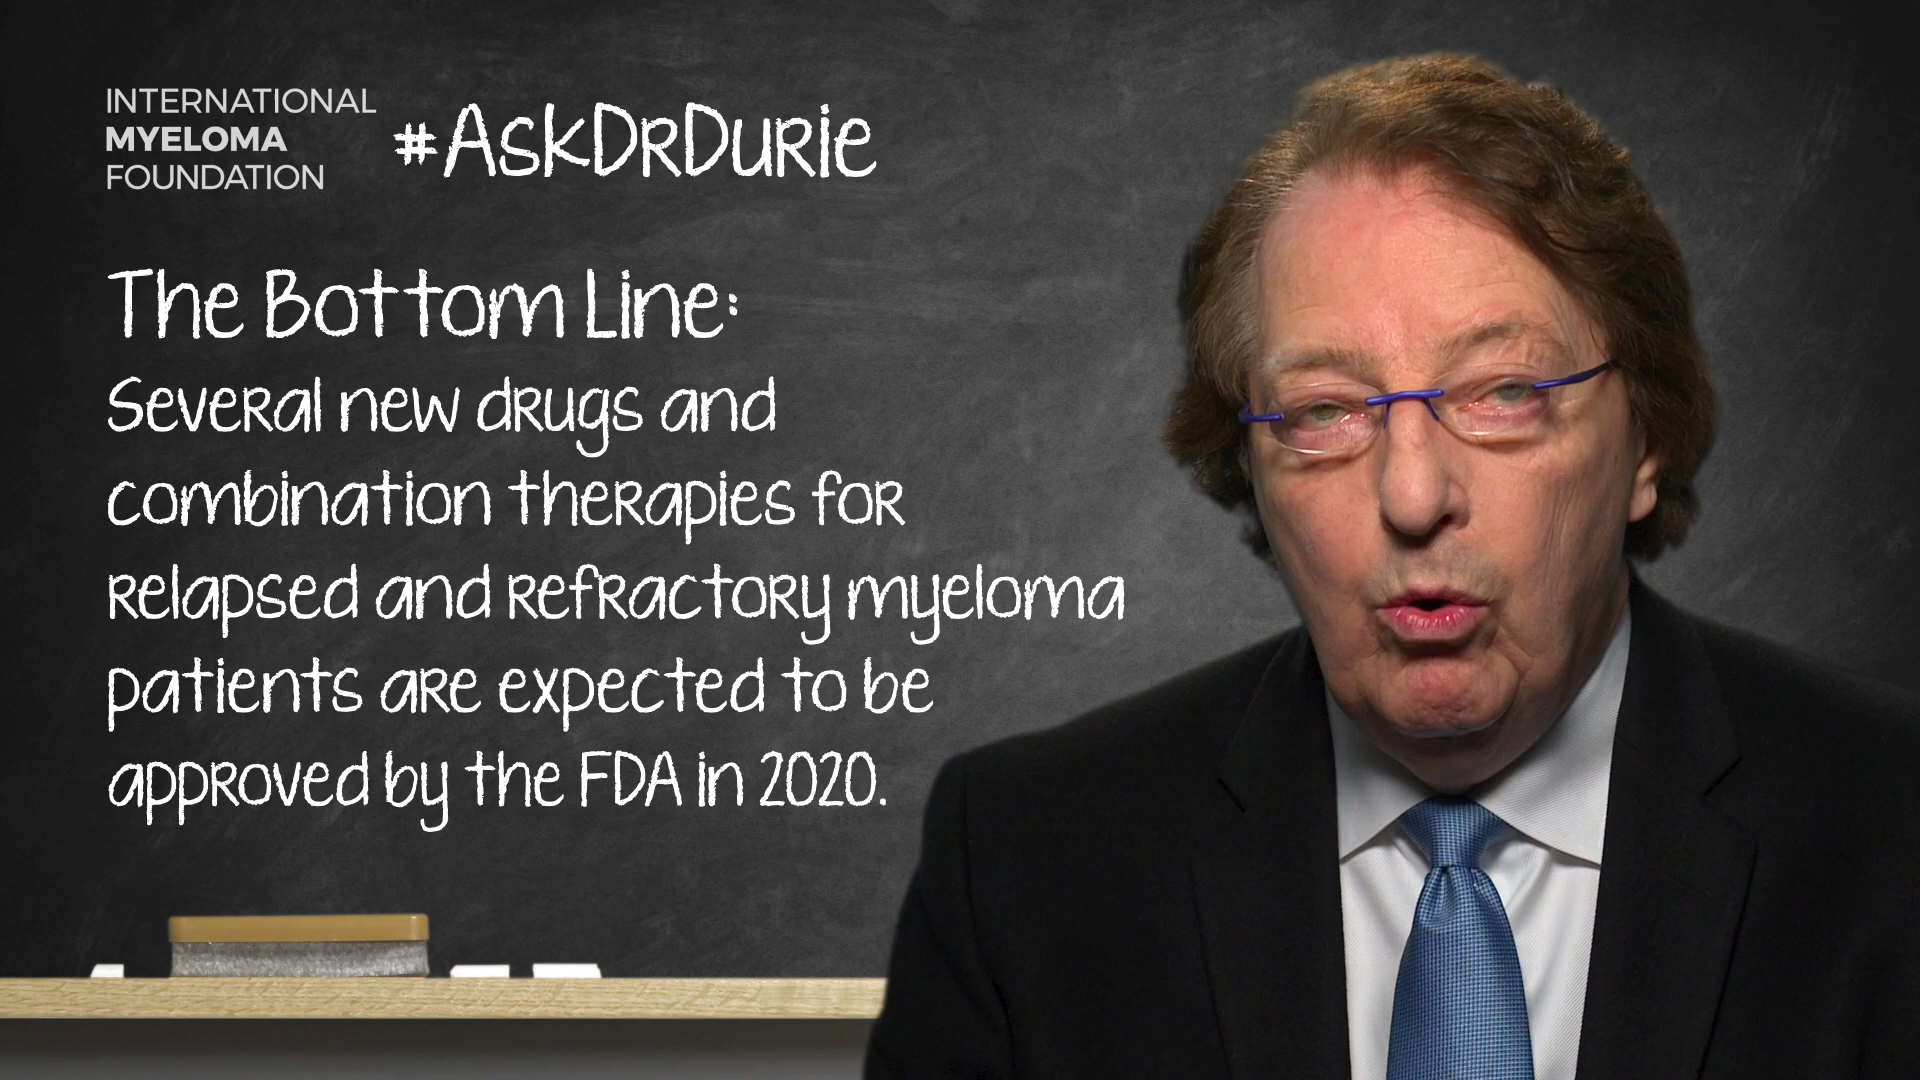 INTERNATIONAL
MYELOMA
FOUNDATION
#AskDrDurie
The Bottom Line:
Several new drugs and
combination therapies for
relapsed and refractory myeloma
patients are expected to be
approved by the FDA in 2020.